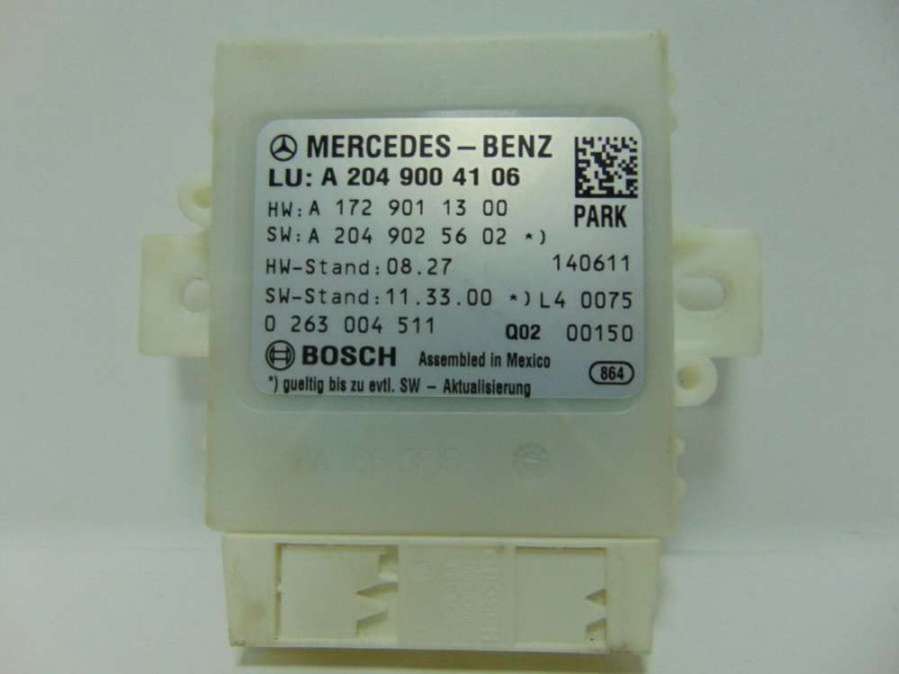 MERCEDES-BENZ
LU: A 204 900 41 06
PARK
HW: A 172 901 13 00
SW: A 204 902 56 02 *)
HW-Stand: 08.27 140611
SW-Stand: 11.33.00 *) L4 0075
0 263 004 511 Q02 00150
BOSCH Assembled in Mexico 864
*) gueltig bis zu evtl. SW - Aktualisierung